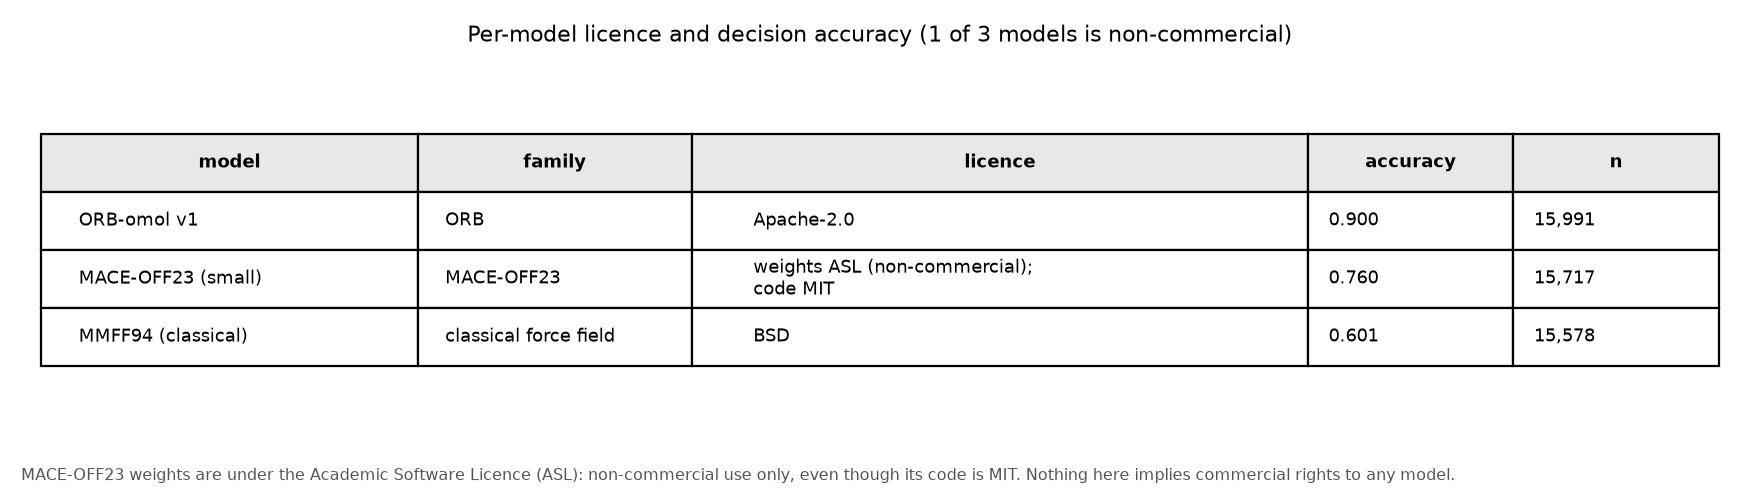 Per-model licence and decision accuracy (1 of 3 models is non-commercial)
model family licence accuracy n
ORB-omol v1 ORB Apache-2.0 0.900 15,991
MACE-OFF23 (small) MACE-OFF23 weights ASL (non-commercial);
code MIT 0.760 15,717
MMFF94 (classical) classical force field BSD 0.601 15,578
MACE-OFF23 weights are under the Academic Software Licence (ASL): non-commercial use only, even though its code is MIT. Nothing here implies commercial rights to any model.